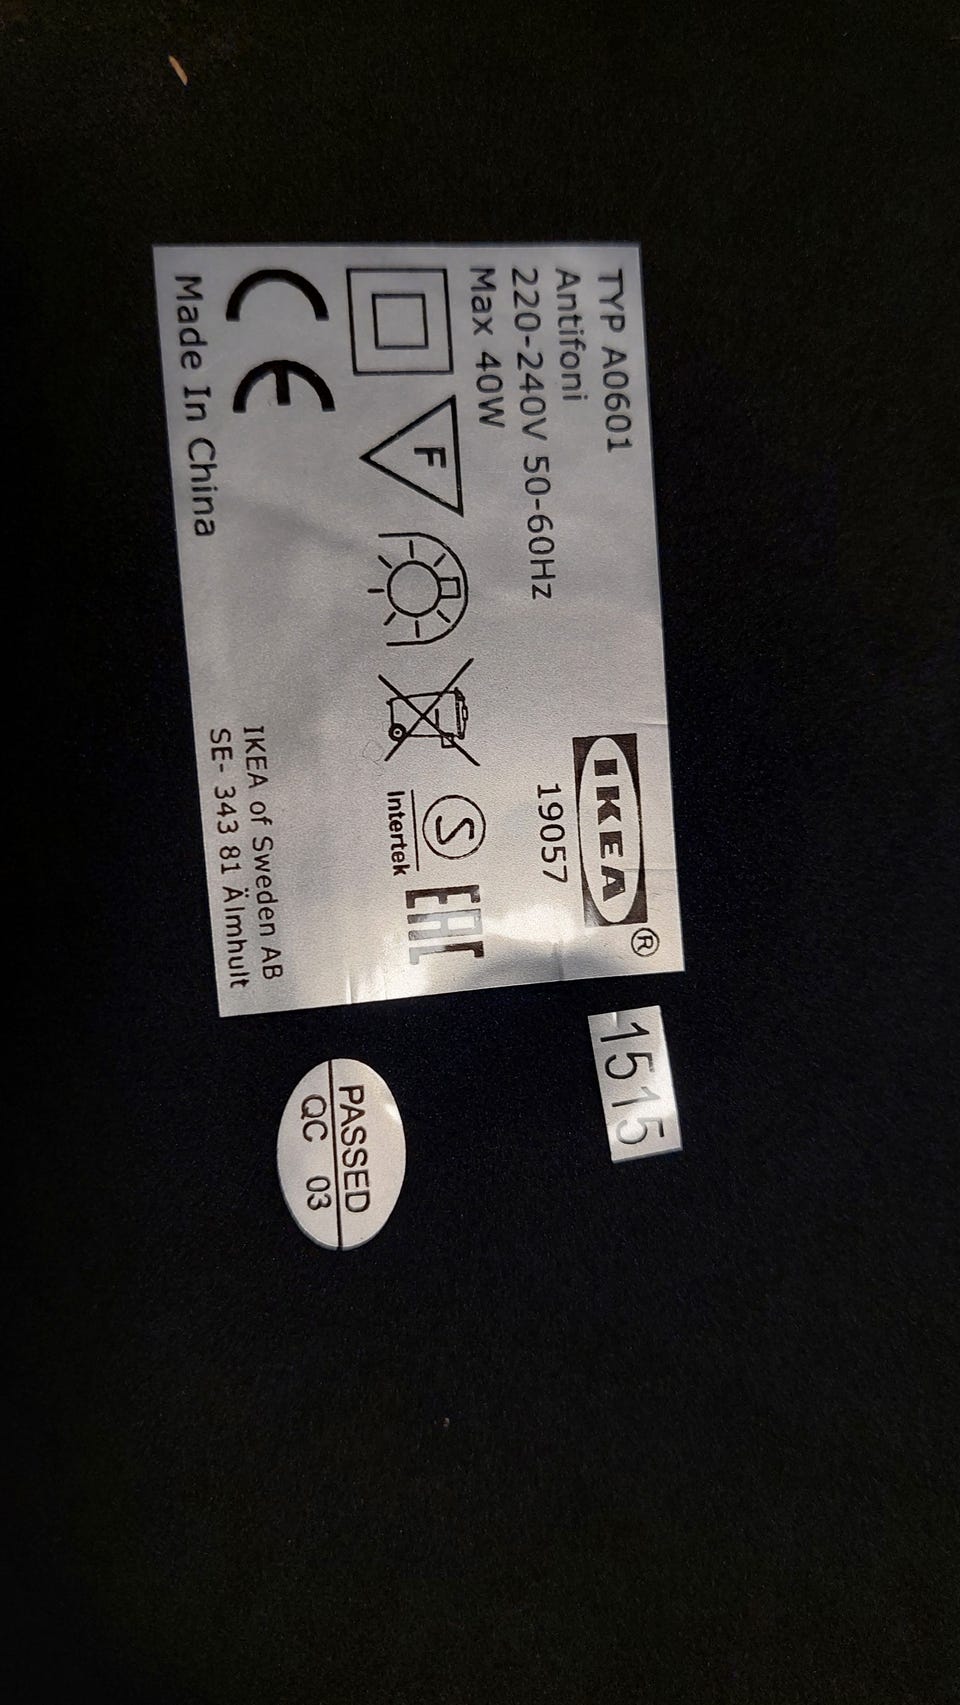 TYP A0601
Antifoni
220-240V 50-60Hz
Max 40W
IKEA®
19057
F
S
Intertek
EAC
CE
Made In China
IKEA of Sweden AB
SE- 343 81 Älmhult
1515
PASSED
QC 03